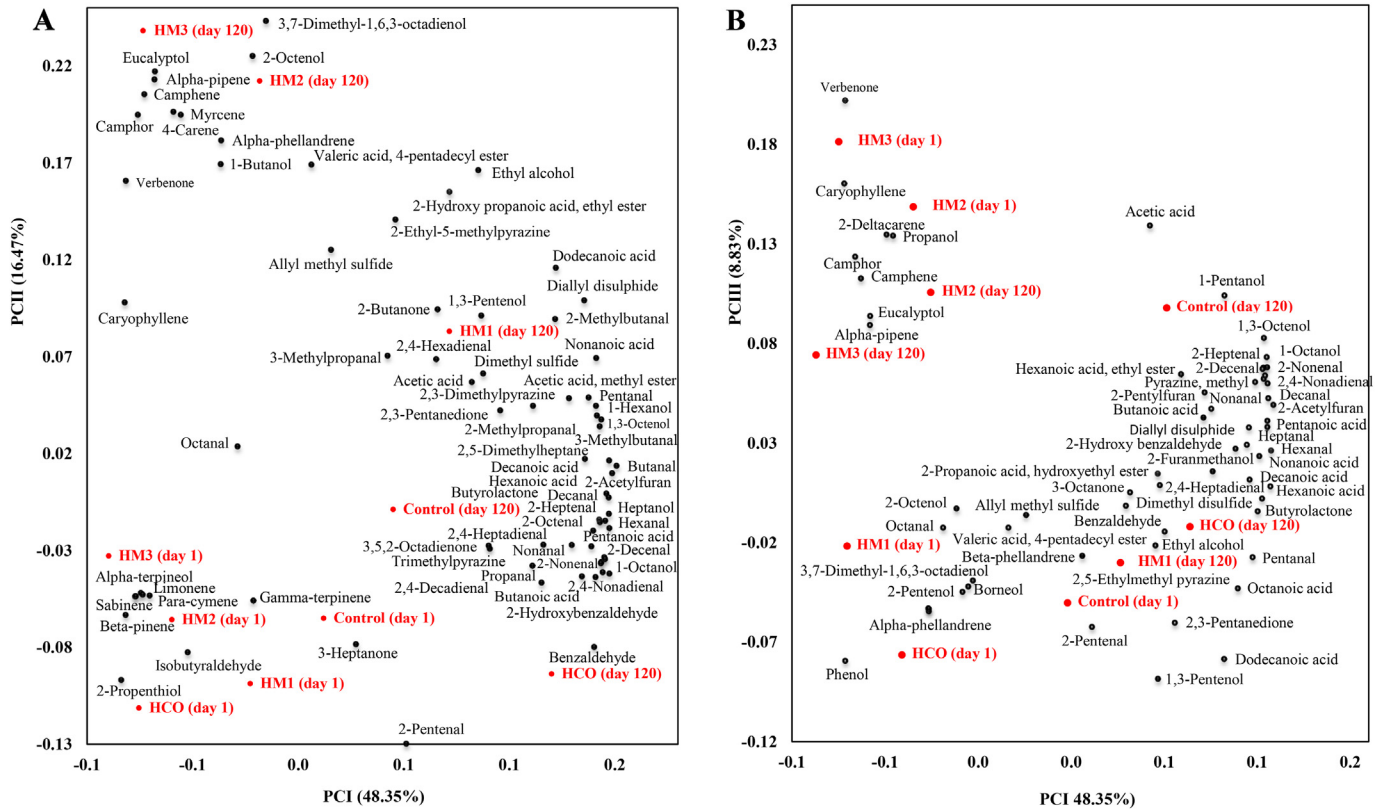 A
PCII (16.47%)
0.22
0.17
0.12
0.07
0.02
-0.03
-0.08
-0.13
-0.1
-0.1
0.0
0.1
0.1
0.2
PCI (48.35%)
HM3 (day 120)
3,7-Dimethyl-1,6,3-octadienol
Eucalyptol
2-Octenol
Alpha-pipene
HM2 (day 120)
Camphene
Camphor
Myrcene
4-Carene
Alpha-phellandrene
1-Butanol
Valeric acid, 4-pentadecyl ester
Ethyl alcohol
Verbenone
2-Hydroxy propanoic acid, ethyl ester
2-Ethyl-5-methylpyrazine
Allyl methyl sulfide
Dodecanoic acid
Diallyl disulphide
Caryophyllene
2-Butanone
1,3-Pentenol
2-Methylbutanal
HM1 (day 120)
2,4-Hexadienal
Nonanoic acid
3-Methylpropanal
Dimethyl sulfide
Acetic acid
Acetic acid, methyl ester
2,3-Dimethylpyrazine
Pentanal
2,3-Pentanedione
1-Hexanol
2-Methylpropanal
1,3-Octenol
Octanal
3-Methylbutanal
2,5-Dimethylheptane
Decanoic acid
Butanal
Hexanoic acid
2-Acetylfuran
Butyrolactone
Decanal
Control (day 120)
2-Heptenal
Heptanol
2-Octenal
Hexanal
2,4-Heptadienal
Pentanoic acid
3,5,2-Octadienone
Nonanal
2-Decenal
HM3 (day 1)
Trimethylpyrazine
2-Nonenal
1-Octanol
Alpha-terpineol
Limonene
Propanal
2,4-Nonadienal
2,4-Decadienal
Butanoic acid
Sabinene
Para-cymene
Gamma-terpinene
2-Hydroxybenzaldehyde
Beta-pinene
HM2 (day 1)
Control (day 1)
3-Heptanone
Isobutyraldehyde
Benzaldehyde
HCO (day 120)
2-Propenthiol
HM1 (day 1)
HCO (day 1)
2-Pentenal
B
PCIII (8.83%)
0.23
0.18
0.13
0.08
0.03
-0.02
-0.07
-0.12
-0.1
-0.1
0.0
0.0
0.1
0.1
0.2
PCI 48.35%)
Verbenone
HM3 (day 1)
Caryophyllene
HM2 (day 1)
Acetic acid
2-Deltacarene
Propanol
Camphor
Camphene
1-Pentanol
HM2 (day 120)
Control (day 120)
Eucalyptol
Alpha-pipene
1,3-Octenol
HM3 (day 120)
2-Heptenal
1-Octanol
Hexanoic acid, ethyl ester
2-Decenal
2-Nonenal
Pyrazine, methyl
2,4-Nonadienal
2-Pentylfuran
Nonanal
Decanal
Butanoic acid
2-Acetylfuran
Diallyl disulphide
Pentanoic acid
2-Hydroxy benzaldehyde
Heptanal
Hexanal
2-Furanmethanol
Nonanoic acid
2-Propanoic acid, hydroxyethyl ester
Decanoic acid
3-Octanone
2,4-Heptadienal
Hexanoic acid
2-Octenol
Allyl methyl sulfide
Dimethyl disulfide
Butyrolactone
Octanal
Benzaldehyde
HCO (day 120)
Valeric acid, 4-pentadecyl ester
HM1 (day 1)
Ethyl alcohol
Beta-phellandrene
Pentanal
HM1 (day 120)
3,7-Dimethyl-1,6,3-octadienol
2,5-Ethylmethyl pyrazine
2-Pentenol
Borneol
Octanoic acid
Control (day 1)
Alpha-phellandrene
2-Pentenal
2,3-Pentanedione
HCO (day 1)
Phenol
Dodecanoic acid
1,3-Pentenol